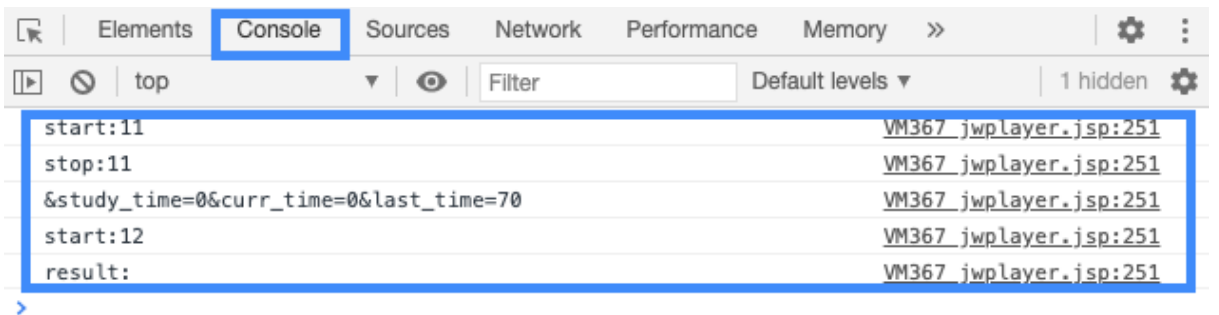 Elements Console Sources Network Performance Memory »
top ▼ Filter Default levels ▼ 1 hidden
start:11 VM367 jwplayer.jsp:251
stop:11 VM367 jwplayer.jsp:251
&study_time=0&curr_time=0&last_time=70 VM367 jwplayer.jsp:251
start:12 VM367 jwplayer.jsp:251
result: VM367 jwplayer.jsp:251
>